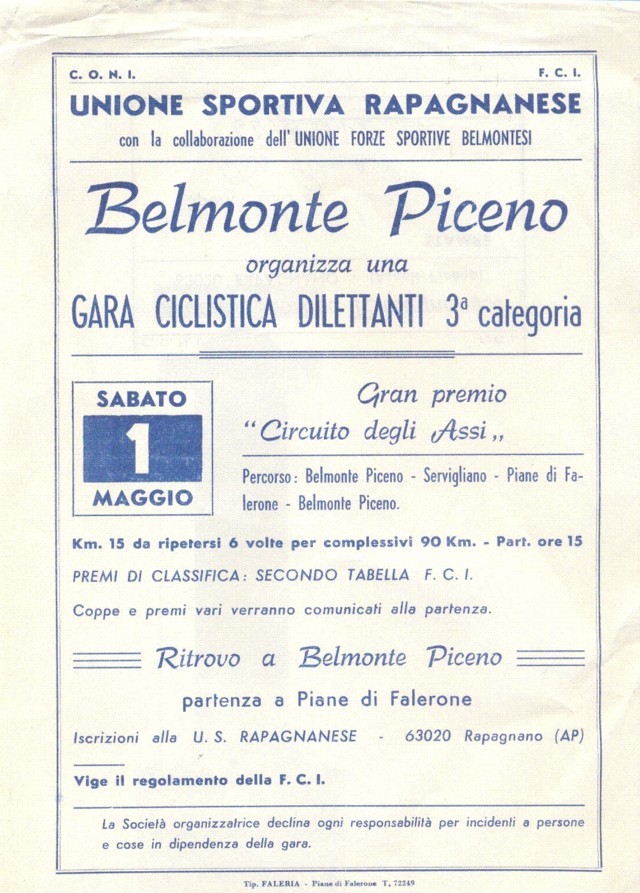 C. O. N. I. F. C. I.
UNIONE SPORTIVA RAPAGNANESE
con la collaborazione dell'UNIONE FORZE SPORTIVE BELMONTESI
Belmonte Piceno
organizza una
GARA CICLISTICA DILETTANTI 3ª categoria
SABATO
1
MAGGIO
Gran premio
“Circuito degli Assi„
Percorso: Belmonte Piceno - Servigliano - Piane di Fa-
lerone - Belmonte Piceno.
Km. 15 da ripetersi 6 volte per complessivi 90 Km. - Part. ore 15
PREMI DI CLASSIFICA: SECONDO TABELLA F. C. I.
Coppe e premi vari verranno comunicati alla partenza.
Ritrovo a Belmonte Piceno
partenza a Piane di Falerone
Iscrizioni alla U. S. RAPAGNANESE - 63020 Rapagnano (AP)
Vige il regolamento della F. C. I.
La Società organizzatrice declina ogni responsabilità per incidenti a persone
e cose in dipendenza della gara.
Tip. FALERIA - Piane di Falerone T. 72249